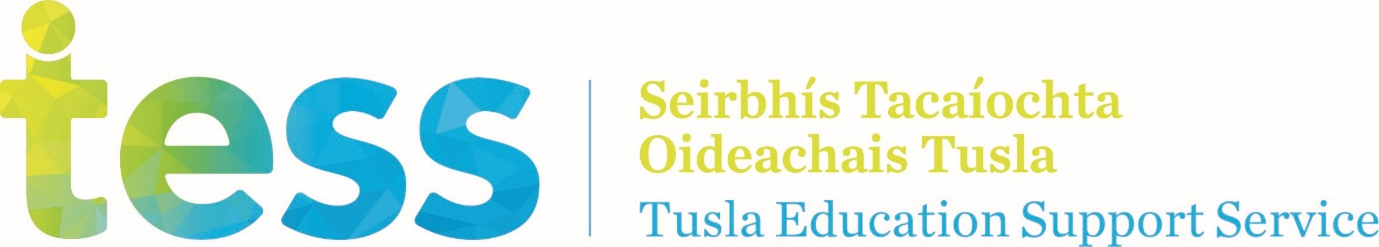 tess
Seirbhís Tacaíochta
Oideachais Tusla
Tusla Education Support Service